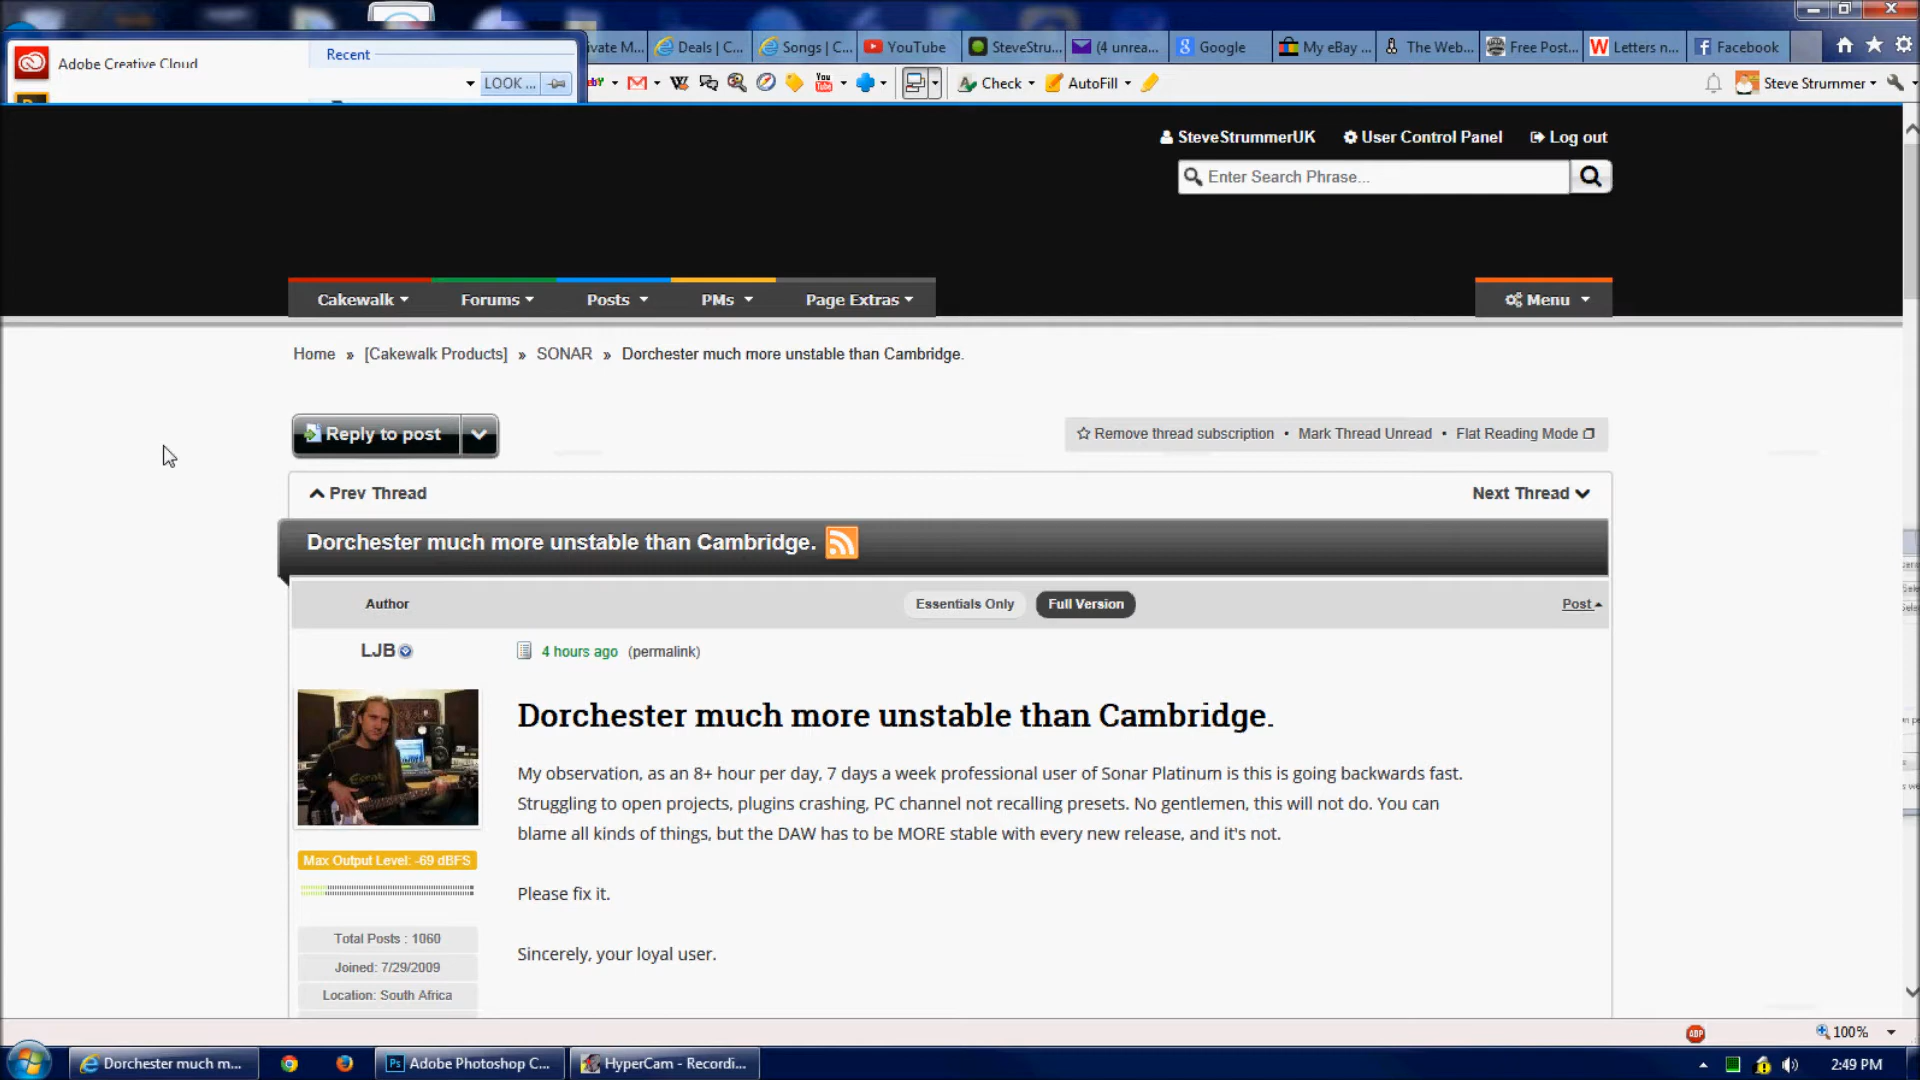 ivate M... Deals | C... Songs | C... YouTube SteveStru... (4 unrea... Google My eBay ... The Web... Free Post... Letters n... Facebook
Adobe Creative Cloud Recent
LOOK ... Check AutoFill Steve Strummer
SteveStrummerUK User Control Panel Log out
Enter Search Phrase...
Cakewalk Forums Posts PMs Page Extras Menu
Home » [Cakewalk Products] » SONAR » Dorchester much more unstable than Cambridge.
Reply to post Remove thread subscription • Mark Thread Unread • Flat Reading Mode
Prev Thread Next Thread
Dorchester much more unstable than Cambridge.
Author Essentials Only Full Version Post
LJB 4 hours ago (permalink)
Dorchester much more unstable than Cambridge.
My observation, as an 8+ hour per day, 7 days a week professional user of Sonar Platinum is this is going backwards fast.
Struggling to open projects, plugins crashing, PC channel not recalling presets. No gentlemen, this will not do. You can
blame all kinds of things, but the DAW has to be MORE stable with every new release, and it's not.
Max Output Level: -69 dBFS
Please fix it.
Total Posts : 1060
Sincerely, your loyal user.
Joined: 7/29/2009
Location: South Africa
ABP 100%
Dorchester much m... Ps Adobe Photoshop C... HyperCam - Recordi... 2:49 PM